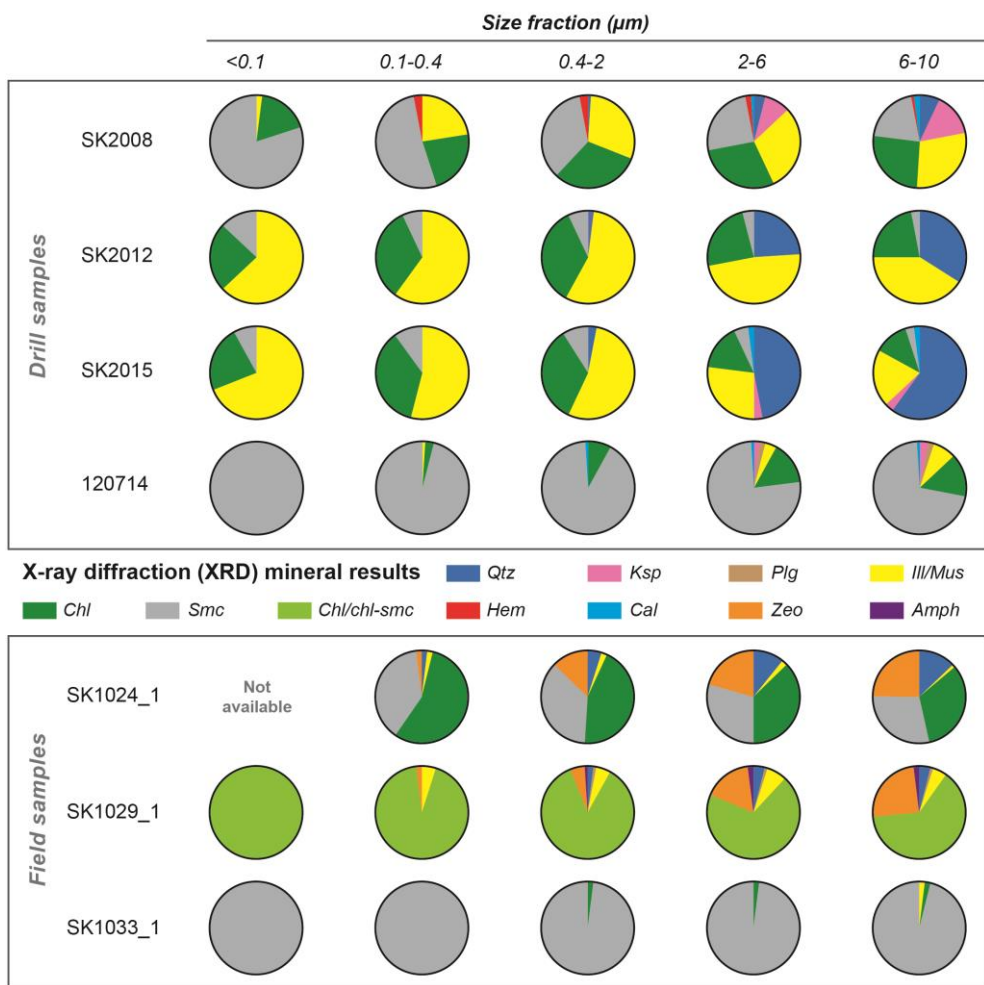 Size fraction (µm)
<0.1 0.1-0.4 0.4-2 2-6 6-10
Drill samples
SK2008
SK2012
SK2015
120714
X-ray diffraction (XRD) mineral results Qtz Ksp Plg Ill/Mus
Chl Smc Chl/chl-smc Hem Cal Zeo Amph
Field samples
SK1024_1
Not
available
SK1029_1
SK1033_1